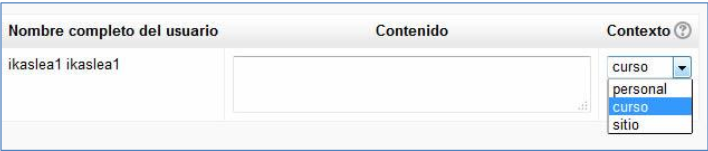 Nombre completo del usuario Contenido Contexto ?
ikaslea1 ikaslea1 curso
personal
curso
sitio